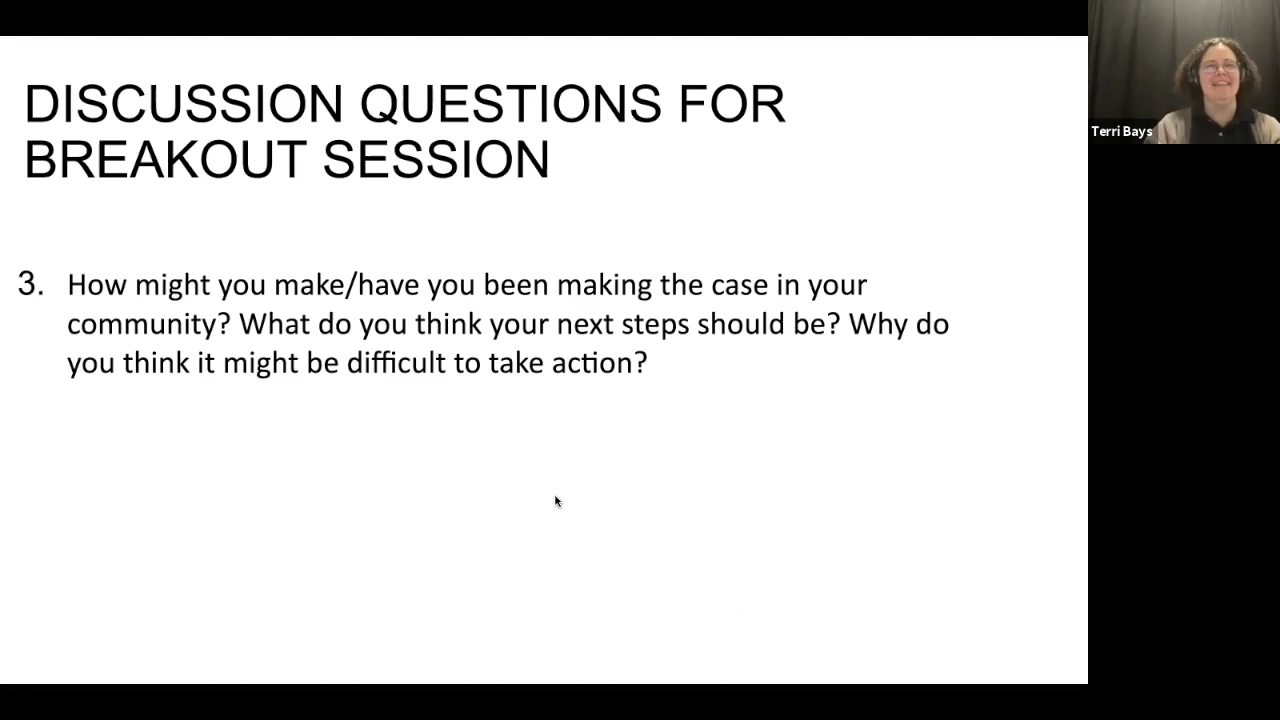 DISCUSSION QUESTIONS FOR
BREAKOUT SESSION
3. How might you make/have you been making the case in your
community? What do you think your next steps should be? Why do
you think it might be difficult to take action?
Terri Bays